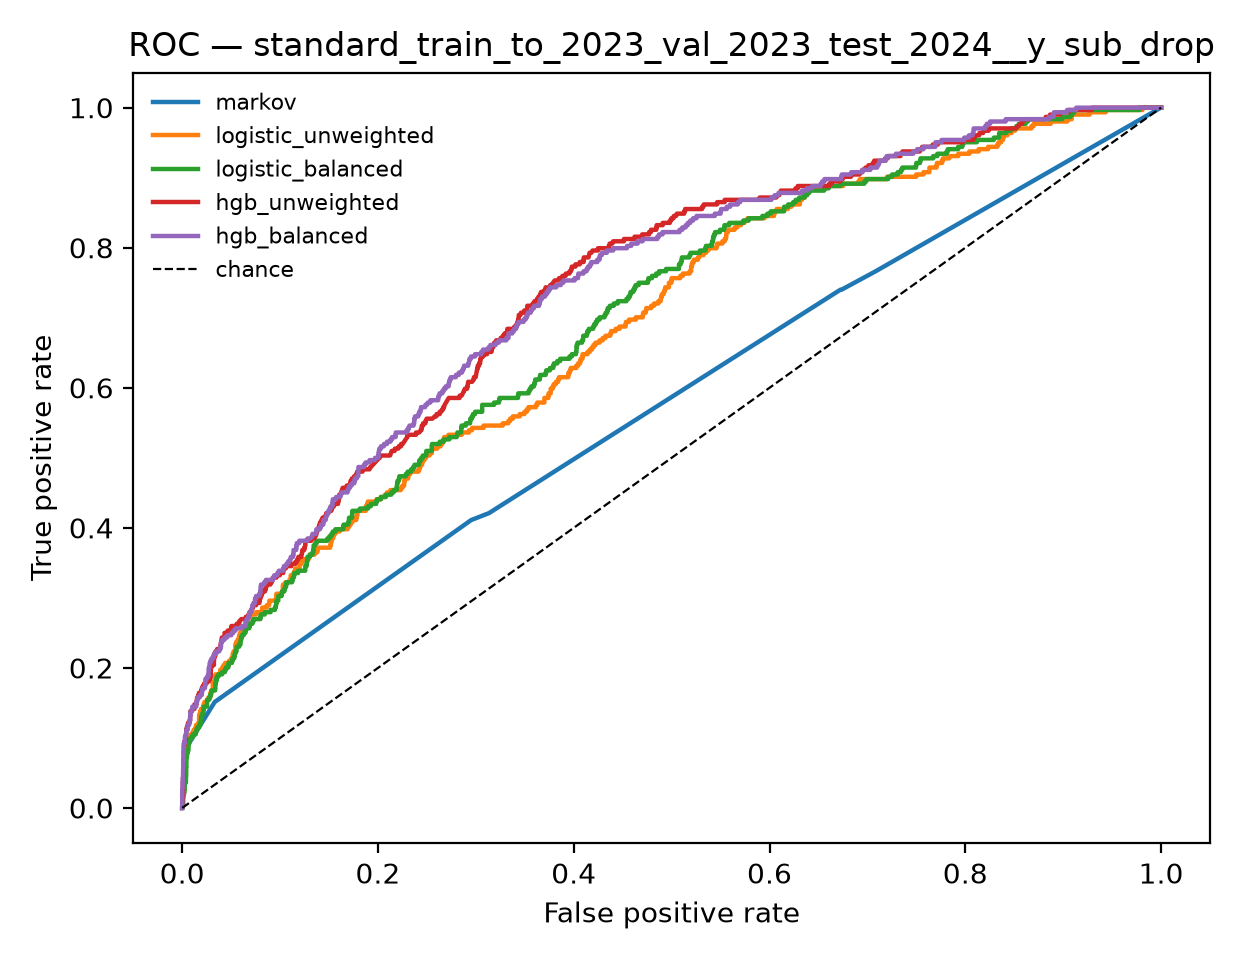 ROC — standard_train_to_2023_val_2023_test_2024__y_sub_drop
markov
logistic_unweighted
logistic_balanced
hgb_unweighted
hgb_balanced
chance
True positive rate
1.0
0.8
0.6
0.4
0.2
0.0
0.0 0.2 0.4 0.6 0.8 1.0
False positive rate